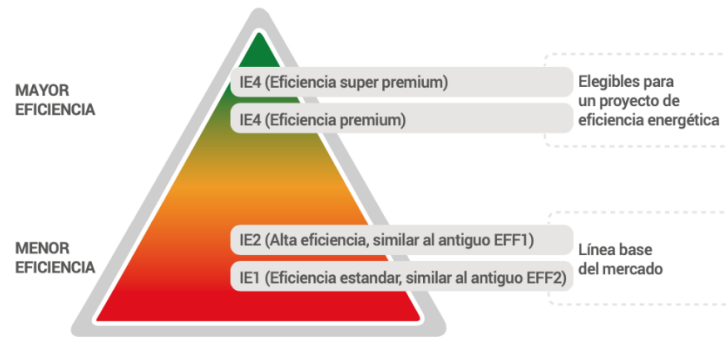 MAYOR
EFICIENCIA
IE4 (Eficiencia super premium)
IE4 (Eficiencia premium)
Elegibles para
un proyecto de
eficiencia energética
MENOR
EFICIENCIA
IE2 (Alta eficiencia, similar al antiguo EFF1)
IE1 (Eficiencia estandar, similar al antiguo EFF2)
Línea base
del mercado